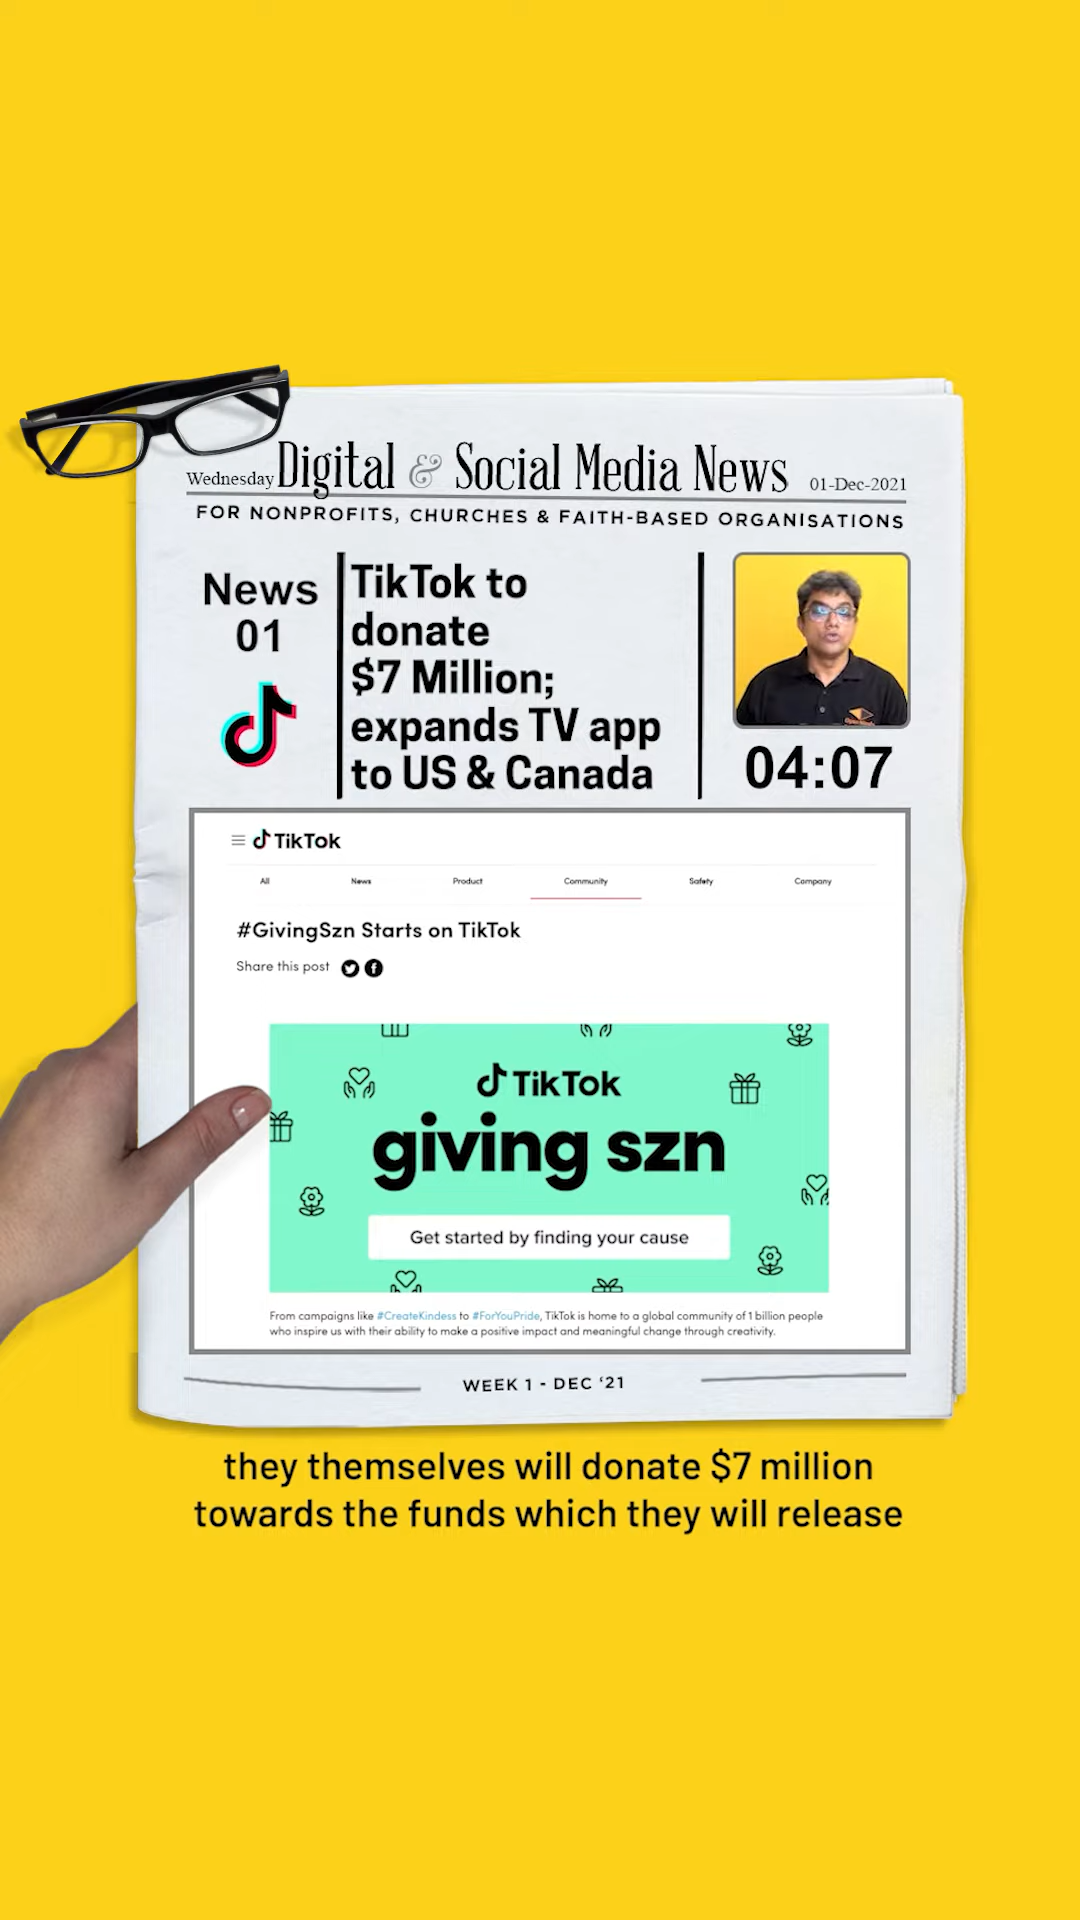 Wednesday Digital & Social Media News 01-Dec-2021
FOR NONPROFITS, CHURCHES & FAITH-BASED ORGANISATIONS
News
01
TikTok to
donate
$7 Million;
expands TV app
to US & Canada
04:07
TikTok
All News Product Community Safety Company
#GivingSzn Starts on TikTok
Share this post
TikTok
giving szn
Get started by finding your cause
From campaigns like #CreateKindess to #ForYouPride, TikTok is home to a global community of 1 billion people
who inspire us with their ability to make a positive impact and meaningful change through creativity.
WEEK 1 - DEC ‘21
they themselves will donate $7 million
towards the funds which they will release